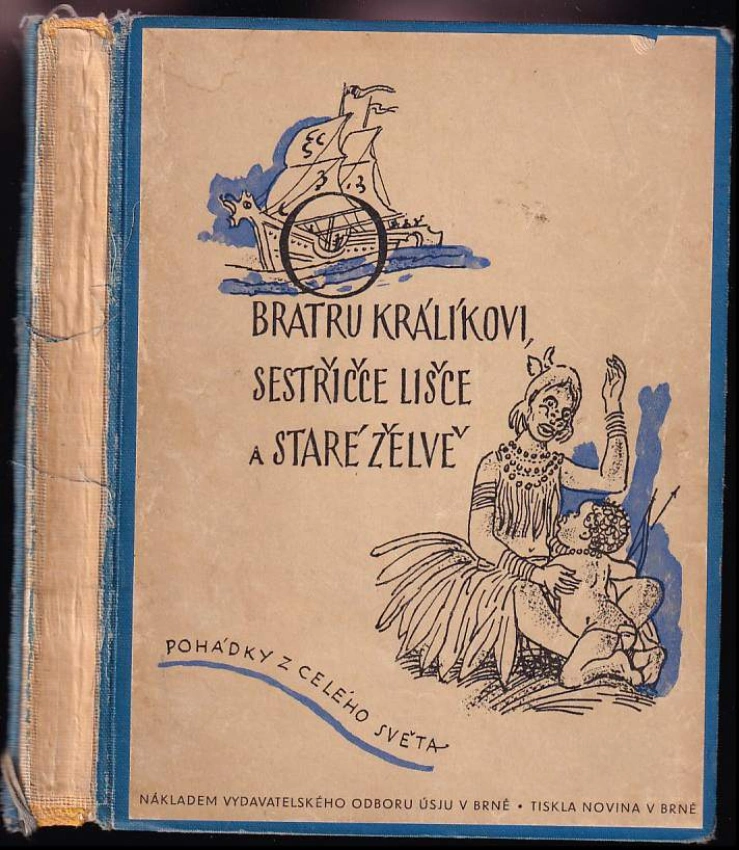 O
BRATRU KRÁLÍKOVI,
SESTŘIČCE LIŠCE
A STARÉ ŽELVĚ
POHÁDKY Z CELÉHO SVĚTA
NÁKLADEM VYDAVATELSKÉHO ODBORU ÚSJU V BRNĚ • TISKLA NOVINA V BRNĚ